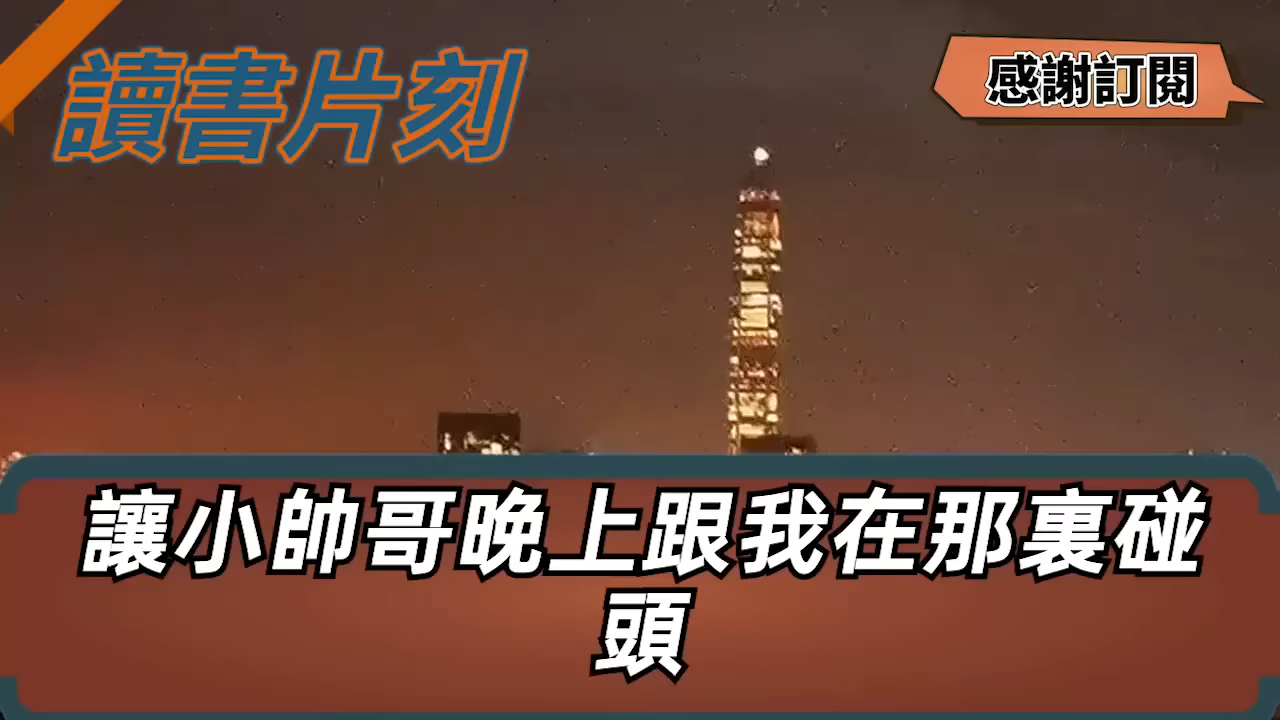 讀書片刻
感謝訂閱
讓小帥哥晚上跟我在那裏碰
頭